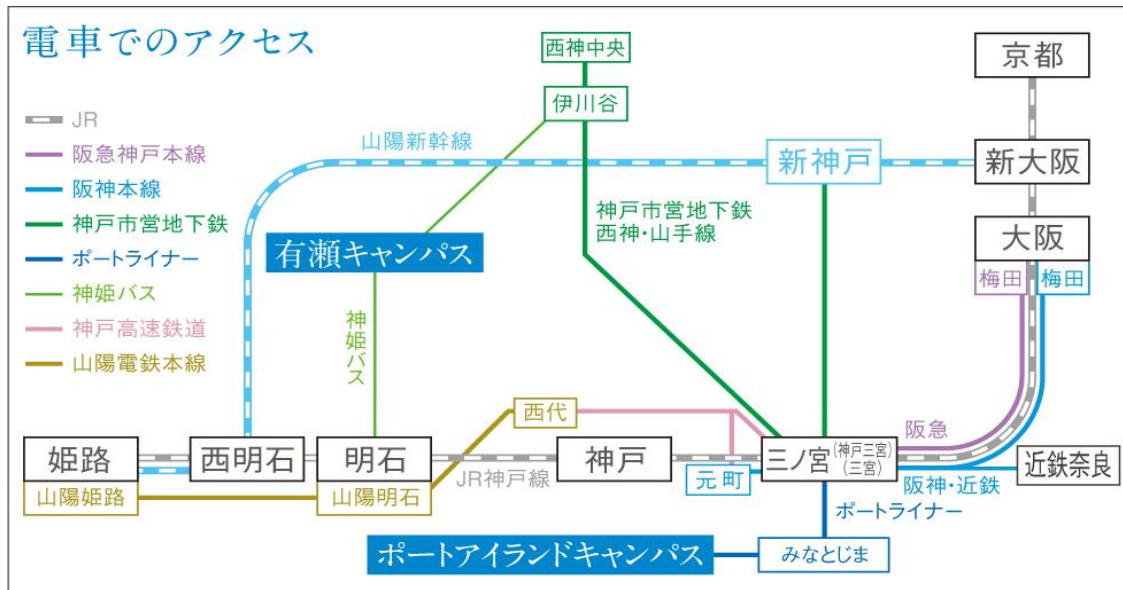 電車でのアクセス
JR
阪急神戸本線
阪神本線
神戸市営地下鉄
ポートライナー
神姫バス
神戸高速鉄道
山陽電鉄本線
西神中央
伊川谷
京都
山陽新幹線
新神戸
新大阪
神戸市営地下鉄
西神・山手線
大阪
梅田
梅田
有瀬キャンパス
神姫バス
西代
阪急
姫路
山陽姫路
西明石
明石
山陽明石
JR神戸線
神戸
元町
三ノ宮
(神戸三宮)
(三宮)
阪神・近鉄
近鉄奈良
ポートライナー
ポートアイランドキャンパス
みなとじま